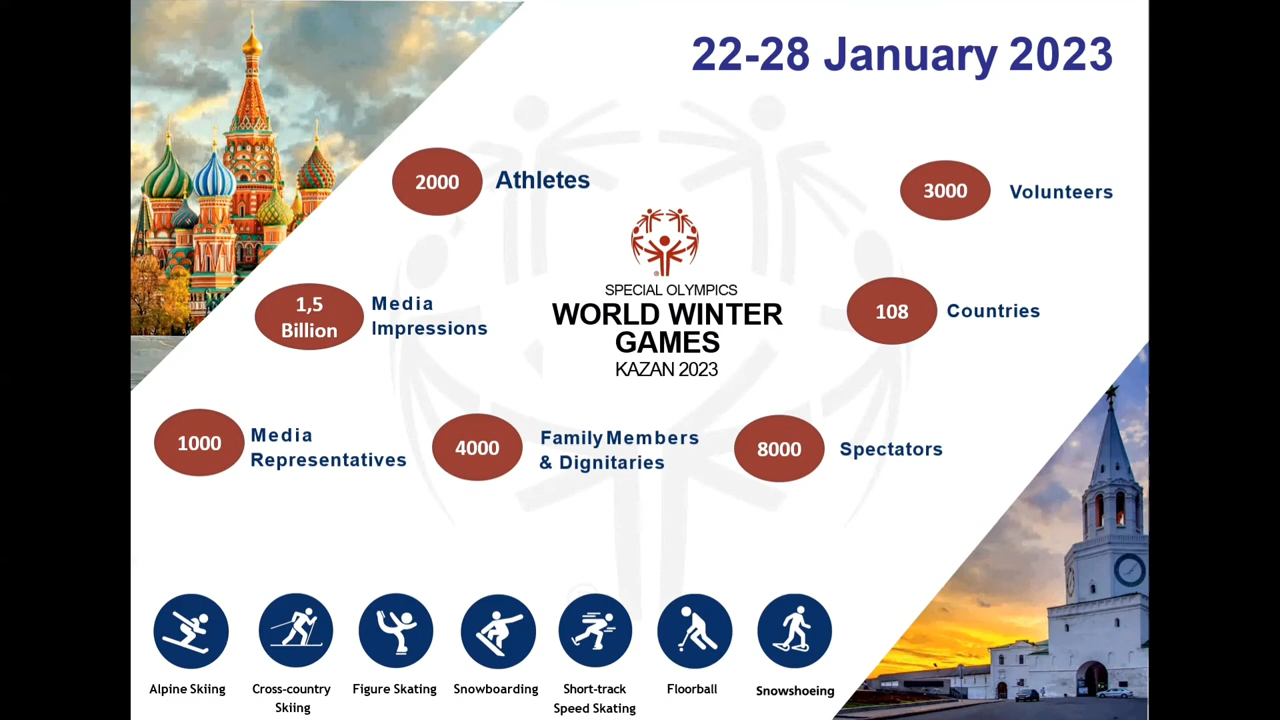 22-28 January 2023
2000
Athletes
3000
Volunteers
SPECIAL OLYMPICS
WORLD WINTER
GAMES
KAZAN 2023
1,5
Billion
Media
Impressions
108
Countries
1000
Media
Representatives
4000
Family Members
& Dignitaries
8000
Spectators
Alpine Skiing
Cross-country
Skiing
Figure Skating
Snowboarding
Short-track
Speed Skating
Floorball
Snowshoeing